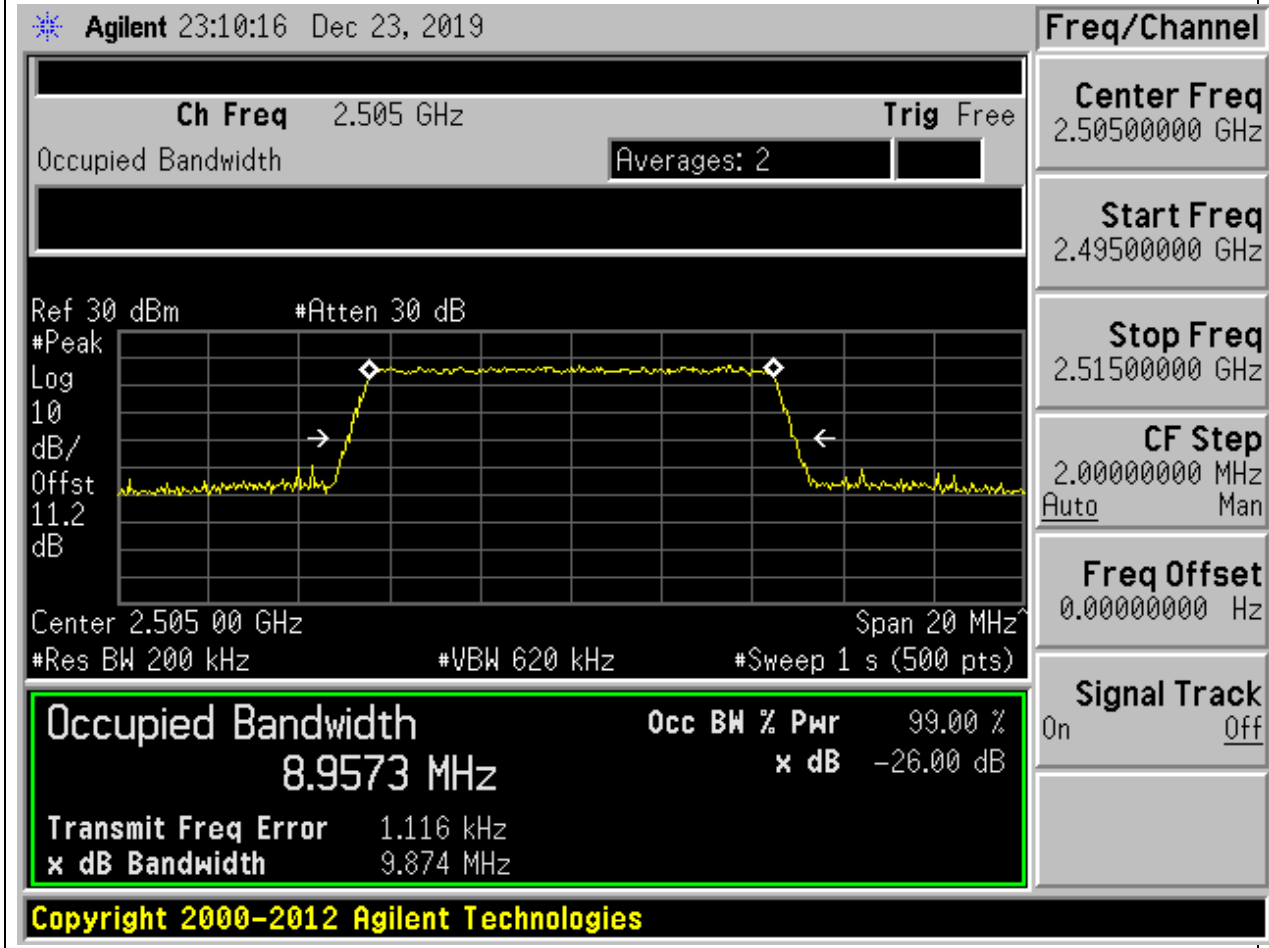 Agilent 23:10:16 Dec 23, 2019
Freq/Channel
Ch Freq 2.505 GHz Trig Free
Occupied Bandwidth Averages: 2
Center Freq
2.50500000 GHz
Start Freq
2.49500000 GHz
Stop Freq
2.51500000 GHz
CF Step
2.00000000 MHz
Auto Man
Freq Offset
0.00000000 Hz
Signal Track
On Off
Ref 30 dBm #Atten 30 dB
#Peak
Log
10
dB/
Offst
11.2
dB
Center 2.505 00 GHz Span 20 MHz^
#Res BW 200 kHz #VBW 620 kHz #Sweep 1 s (500 pts)
Occupied Bandwidth Occ BW % Pwr 99.00 %
8.9573 MHz x dB -26.00 dB
Transmit Freq Error 1.116 kHz
x dB Bandwidth 9.874 MHz
Copyright 2000-2012 Agilent Technologies